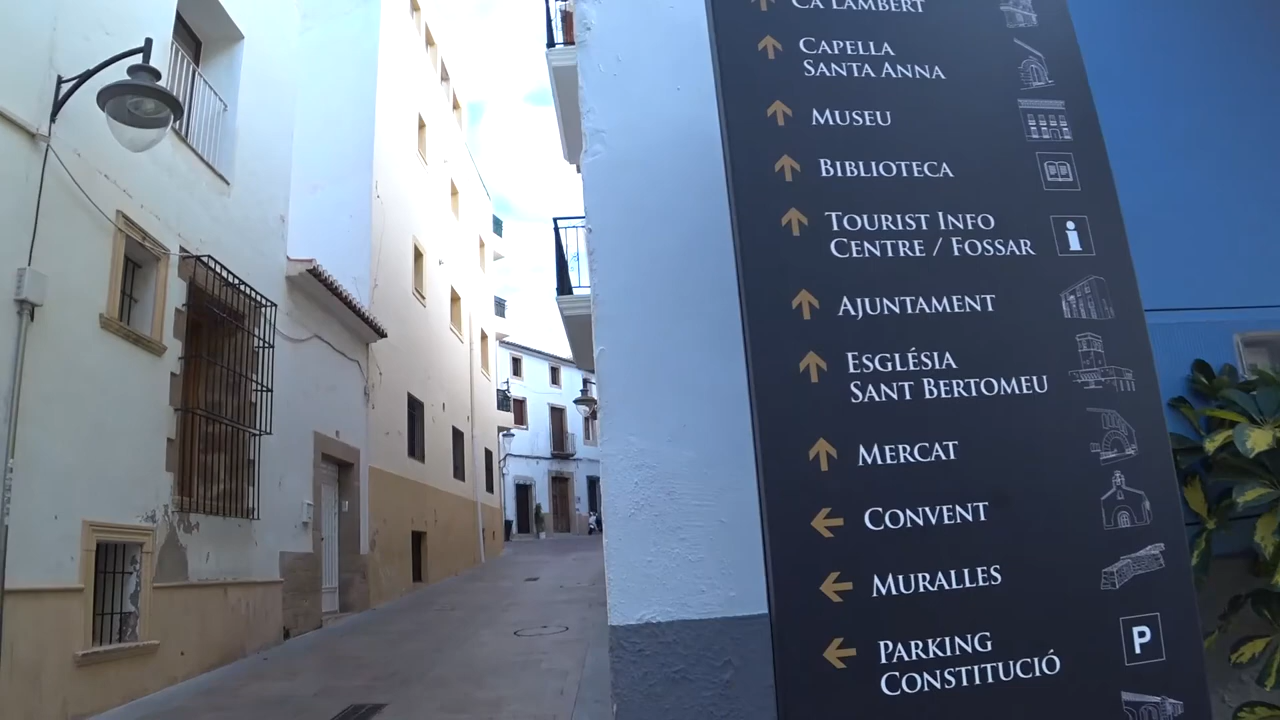 CA LAMBERT
CAPELLA
SANTA ANNA
MUSEU
BIBLIOTECA
TOURIST INFO
CENTRE / FOSSAR
i
AJUNTAMENT
ESGLÉSIA
SANT BERTOMEU
MERCAT
CONVENT
MURALLES
PARKING
CONSTITUCIÓ
P